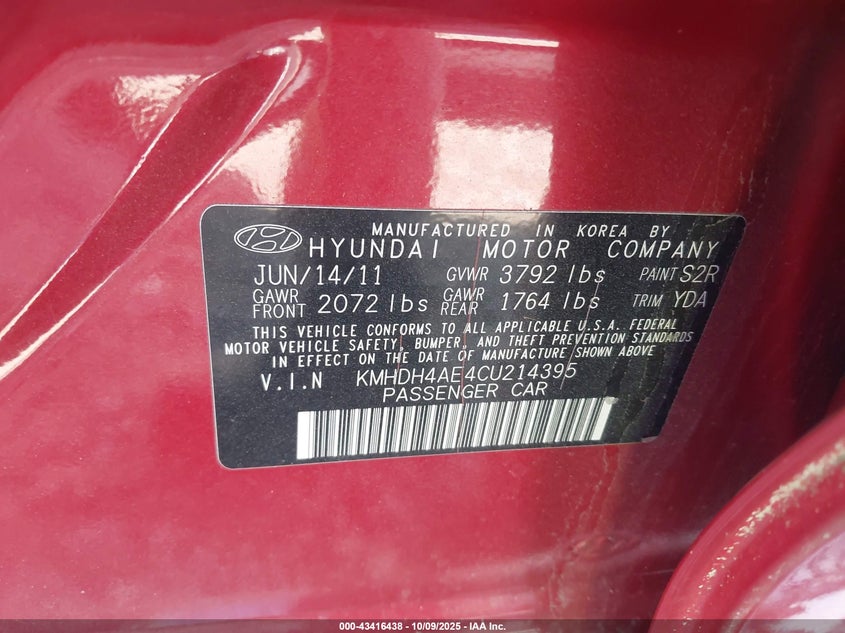 MANUFACTURED IN KOREA BY
HYUNDAI MOTOR COMPANY
JUN/14/11 GVWR 3792 lbs PAINT S2R
GAWR FRONT 2072 lbs GAWR REAR 1764 lbs TRIM YDA
THIS VEHICLE CONFORMS TO ALL APPLICABLE U.S.A. FEDERAL
MOTOR VEHICLE SAFETY, BUMPER, AND THEFT PREVENTION STANDARDS
IN EFFECT ON THE DATE OF MANUFACTURE SHOWN ABOVE
V.I.N KMHDH4AE4CU214395
PASSENGER CAR
000-43416438 - 10/09/2025 - IAA Inc.